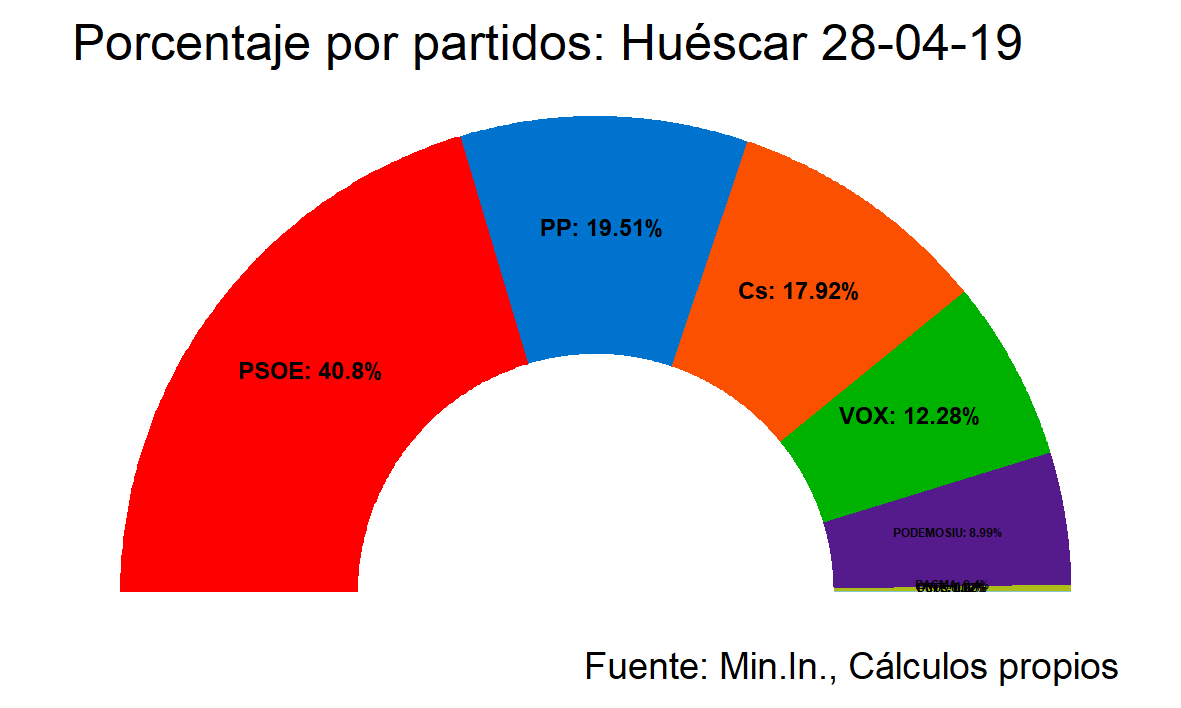 Porcentaje por partidos: Huéscar 28-04-19
PP: 19.51%
Cs: 17.92%
PSOE: 40.8%
VOX: 12.28%
PODEMOSIU: 8.99%
Fuente: Min.In., Cálculos propios